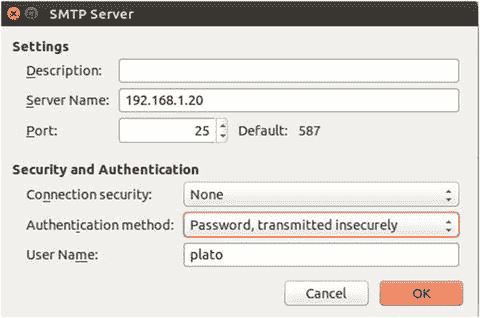 SMTP Server
Settings
Description:
Server Name: 192.168.1.20
Port: 25 Default: 587
Security and Authentication
Connection security: None
Authentication method: Password, transmitted insecurely
User Name: plato
Cancel OK